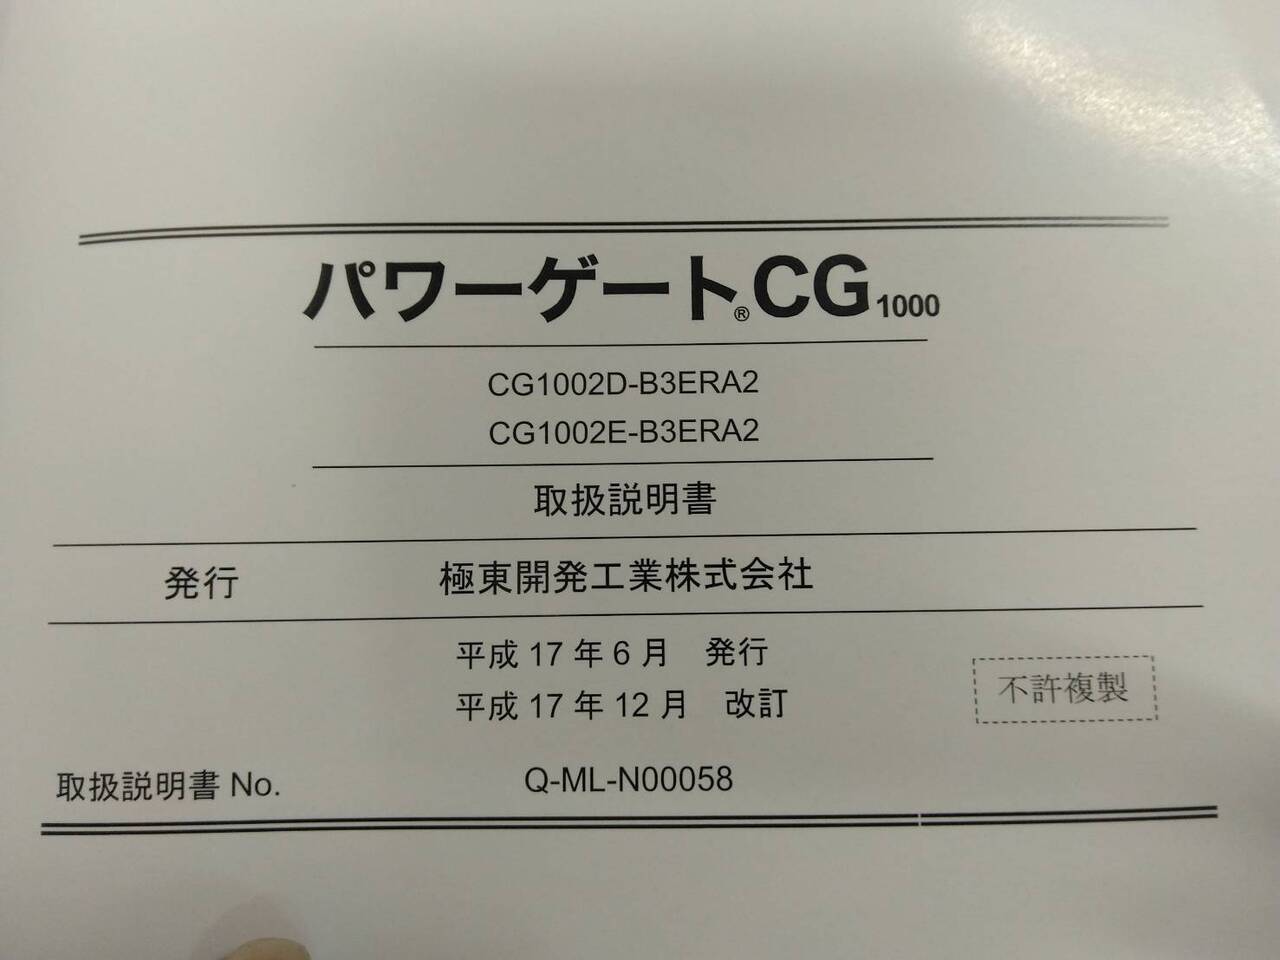 パワーゲート®CG1000
CG1002D-B3ERA2
CG1002E-B3ERA2
取扱説明書
発行 極東開発工業株式会社
平成 17 年 6 月 発行
平成 17 年 12 月 改訂
不許複製
取扱説明書 No. Q-ML-N00058